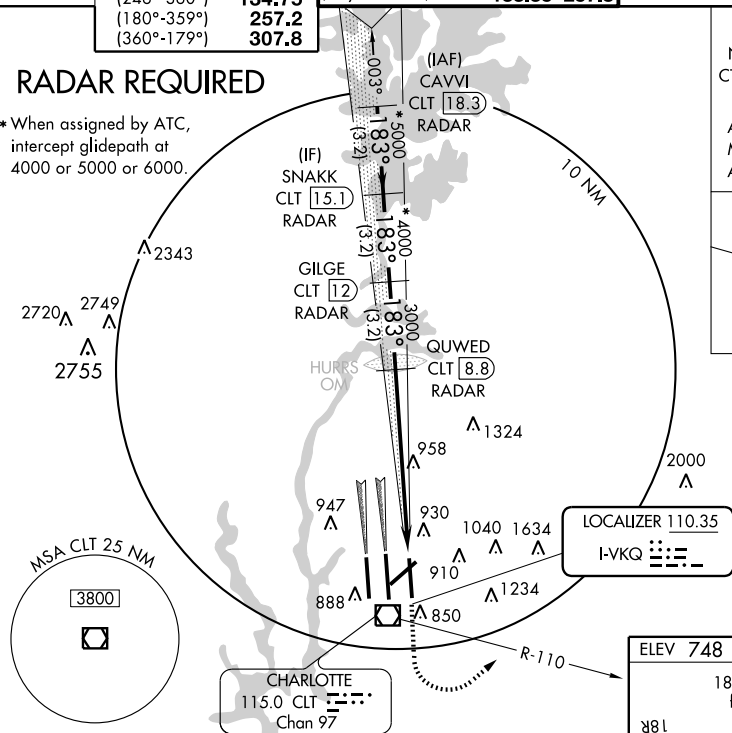 (180°-359°) 257.2
(360°-179°) 307.8
RADAR REQUIRED
* When assigned by ATC,
intercept glidepath at
4000 or 5000 or 6000.
003°
(IAF)
CAVVI
CLT 18.3
RADAR
183°
* 5000
(3.2)
10 NM
(IF)
SNAKK
CLT 15.1
RADAR
183°
* 4000
(3.2)
GILGE
CLT 12
RADAR
183°
3000
(3.2)
QUWED
CLT 8.8
RADAR
HURRS
OM
2343
2720
2749
2755
1324
958
2000
947
930
1040
1634
910
888
850
1234
LOCALIZER 110.35
I-VKQ
MSA CLT 25 NM
3800
R-110
CHARLOTTE
115.0 CLT
Chan 97
ELEV 748
18R